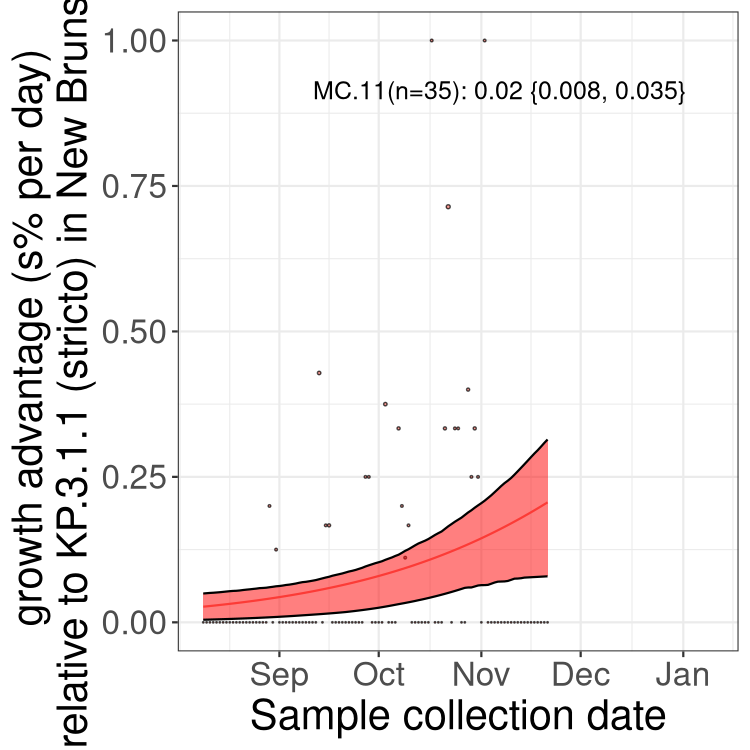 growth advantage (s% per day)
relative to KP.3.1.1 (stricto) in New Bruns
1.00
0.75
0.50
0.25
0.00
MC.11(n=35): 0.02 {0.008, 0.035}
Sep Oct Nov Dec Jan
Sample collection date